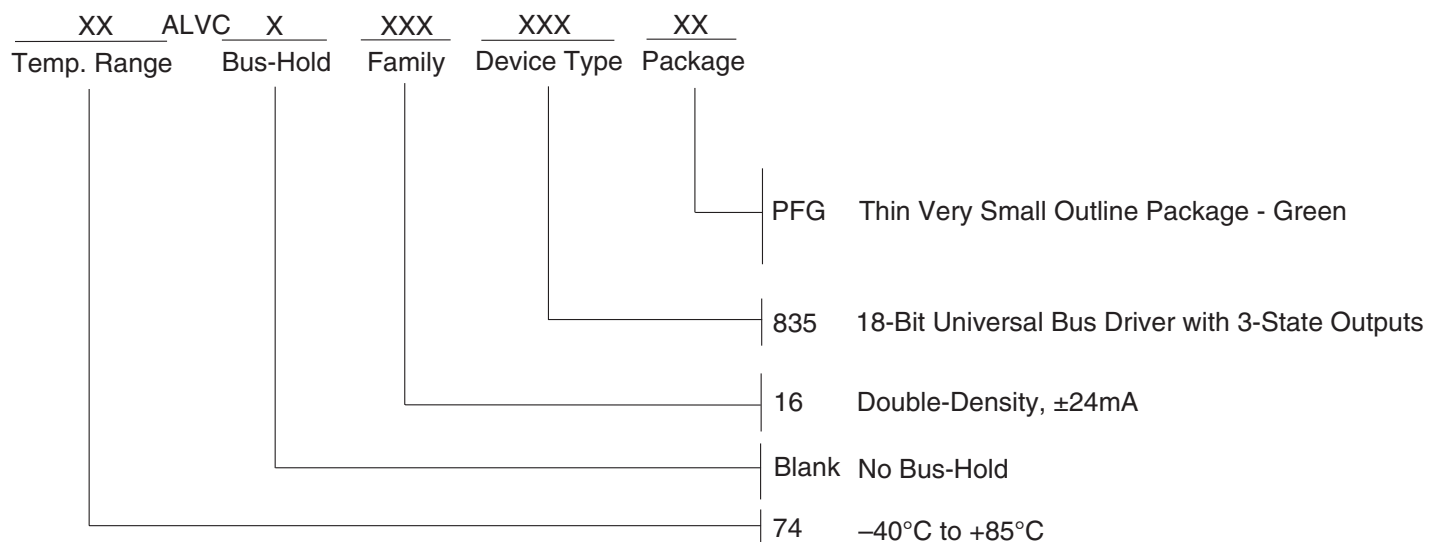 XX ALVC X XXX XXX XX
Temp. Range Bus-Hold Family Device Type Package
PFG Thin Very Small Outline Package - Green
835 18-Bit Universal Bus Driver with 3-State Outputs
16 Double-Density, ±24mA
Blank No Bus-Hold
74 –40°C to +85°C